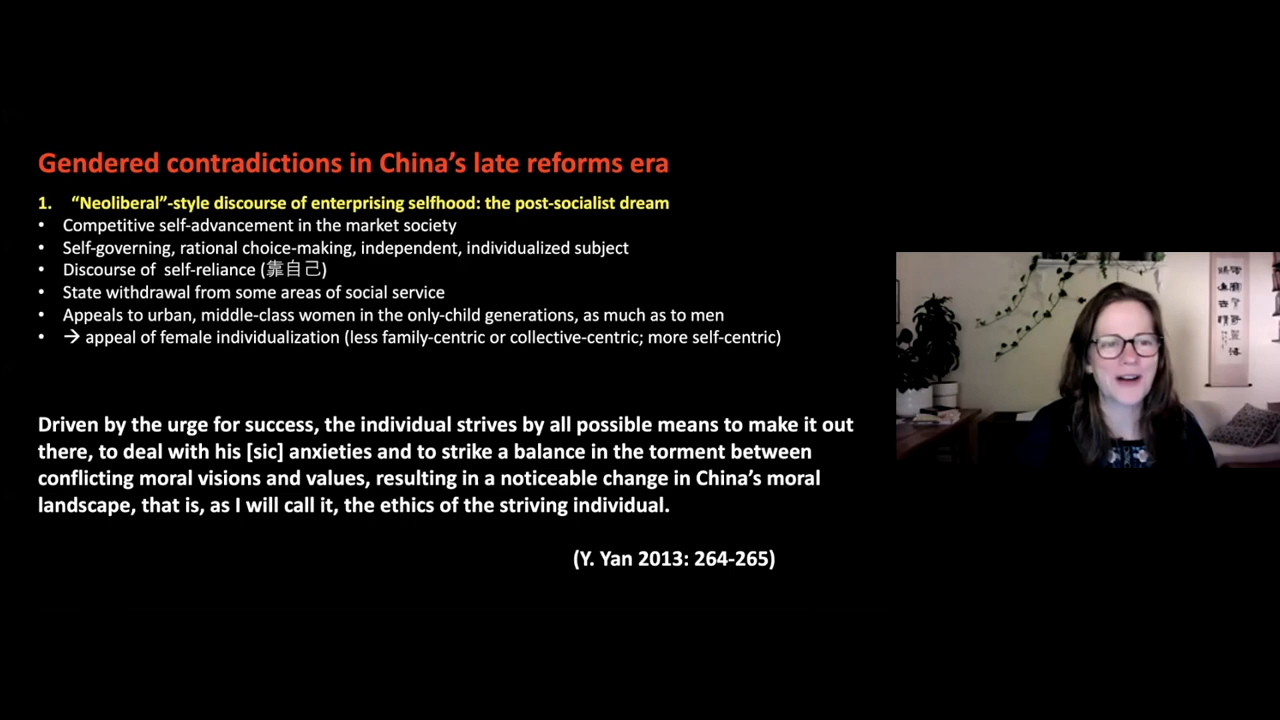 Gendered contradictions in China’s late reforms era
1. “Neoliberal”-style discourse of enterprising selfhood: the post-socialist dream
• Competitive self-advancement in the market society
• Self-governing, rational choice-making, independent, individualized subject
• Discourse of self-reliance (靠自己)
• State withdrawal from some areas of social service
• Appeals to urban, middle-class women in the only-child generations, as much as to men
• → appeal of female individualization (less family-centric or collective-centric; more self-centric)
Driven by the urge for success, the individual strives by all possible means to make it out
there, to deal with his [sic] anxieties and to strike a balance in the torment between
conflicting moral visions and values, resulting in a noticeable change in China’s moral
landscape, that is, as I will call it, the ethics of the striving individual.
(Y. Yan 2013: 264-265)